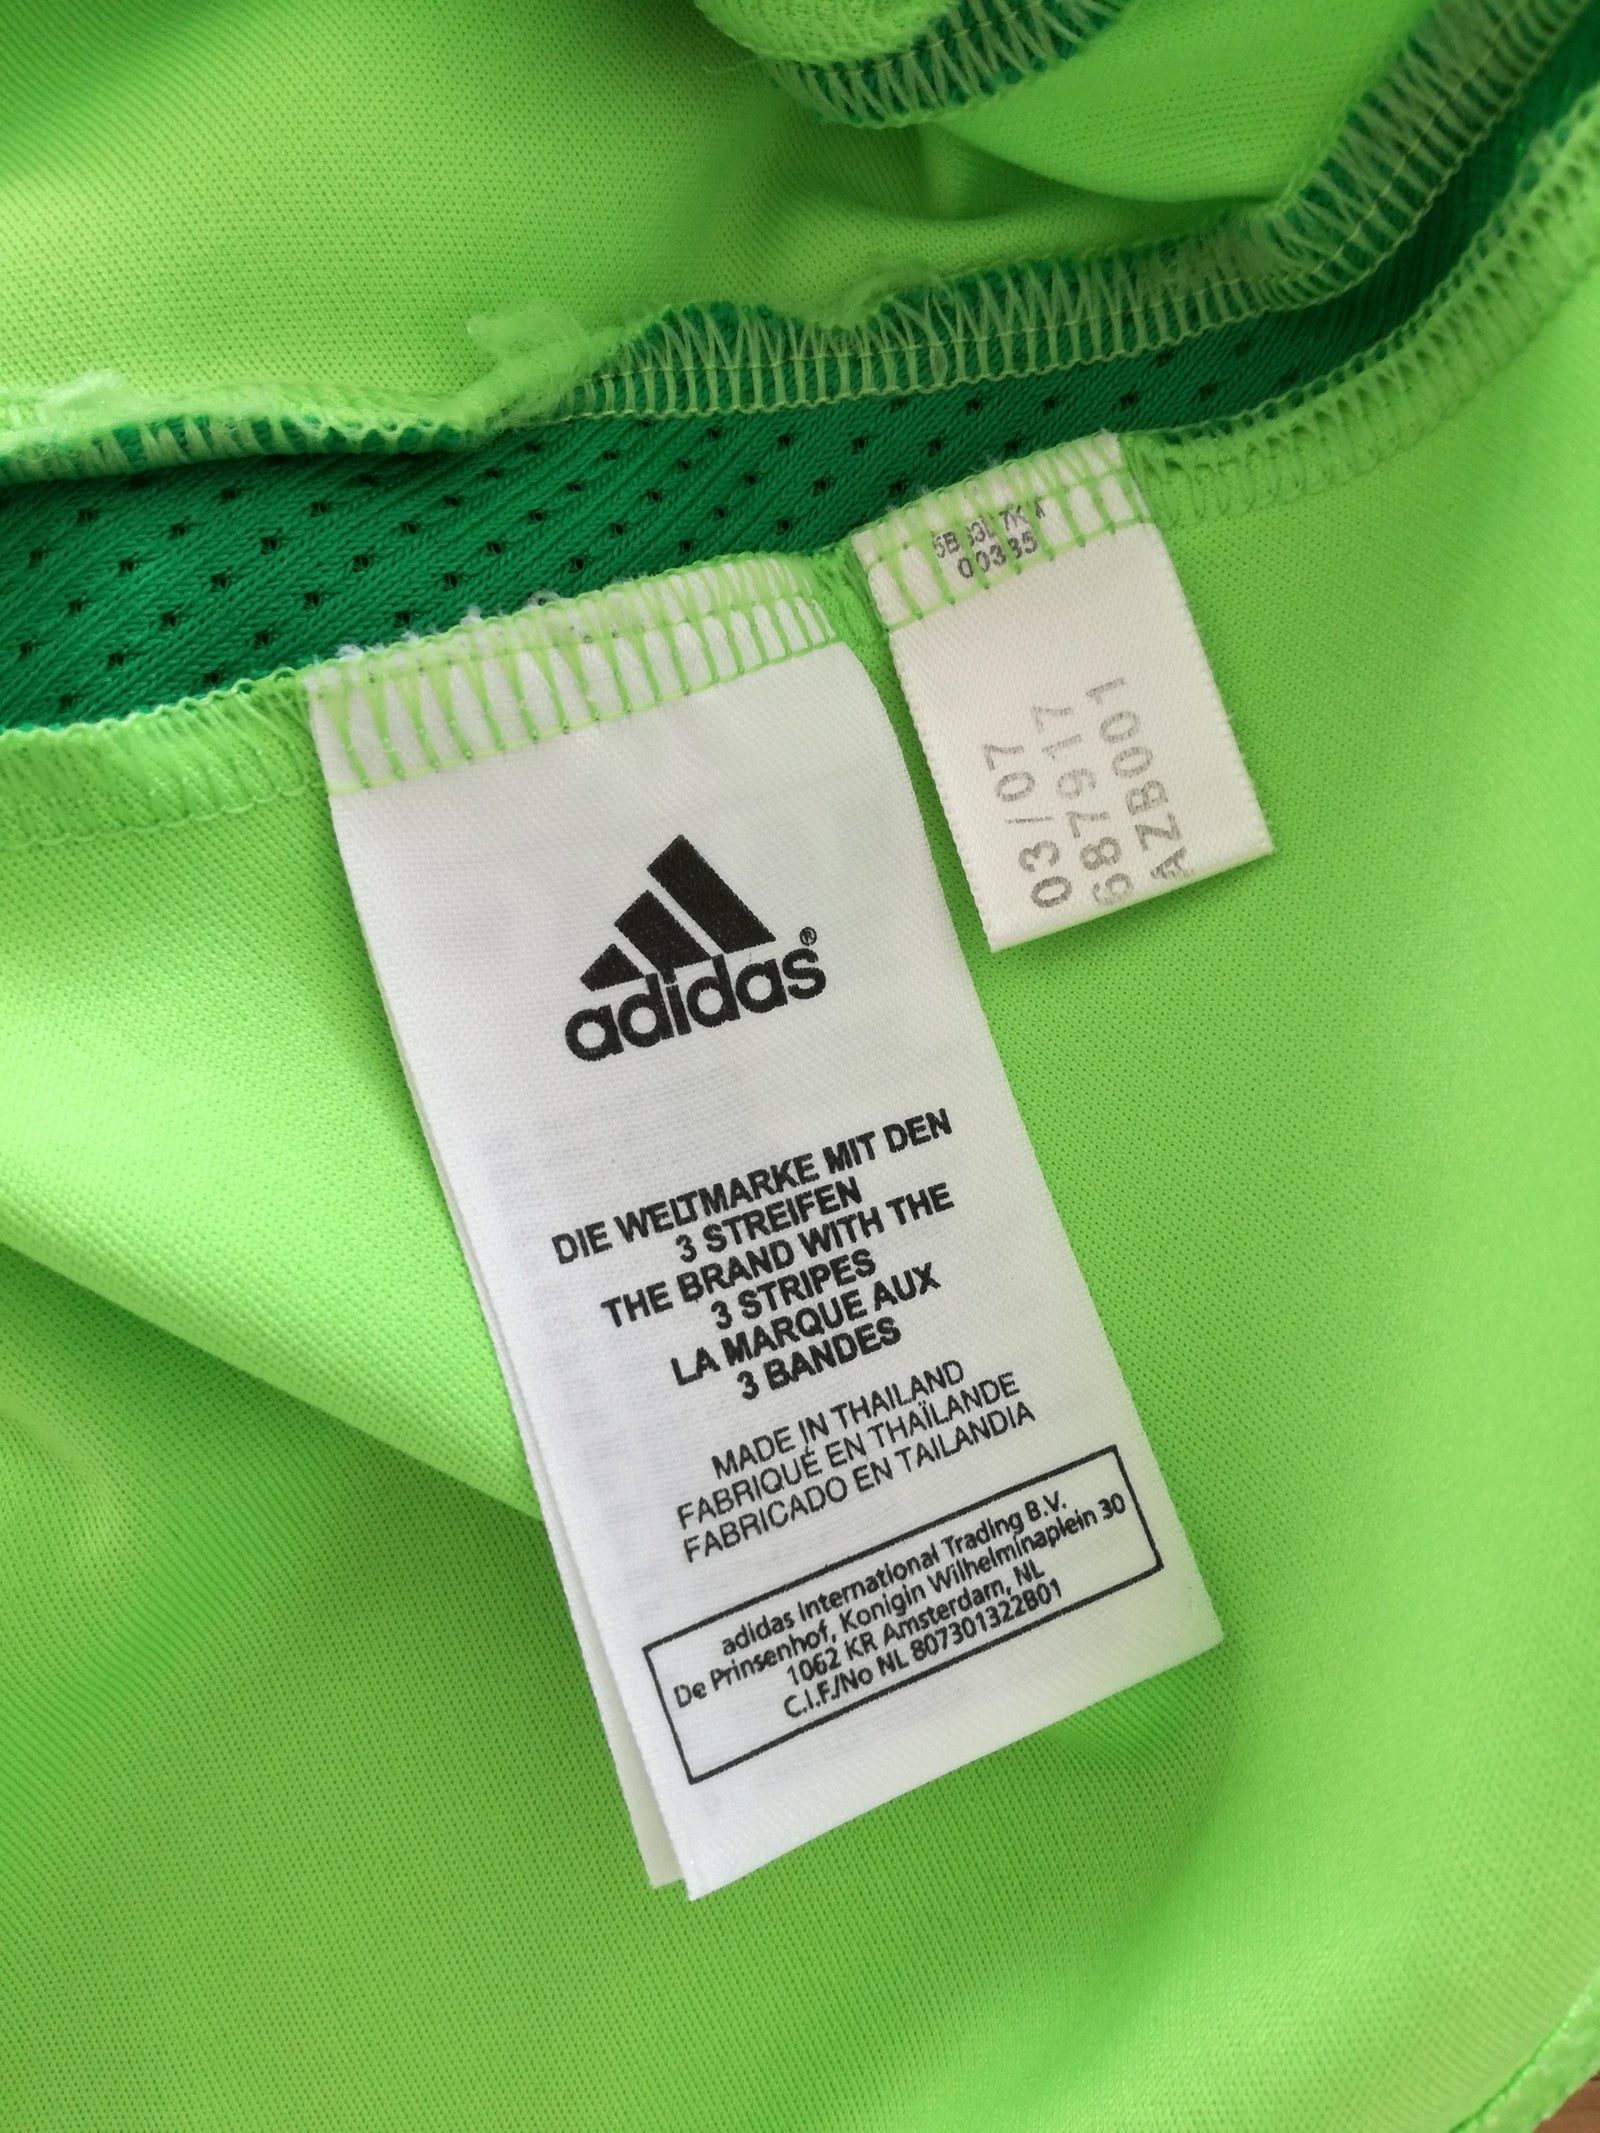 adidas®
DIE WELTMARKE MIT DEN
3 STREIFEN
THE BRAND WITH THE
3 STRIPES
LA MARQUE AUX
3 BANDES
MADE IN THAILAND
FABRIQUÉ EN THAÏLANDE
FABRICADO EN TAILANDIA
adidas International Trading B.V.
De Prinsenhof, Konigin Wilhelminaplein 30
1062 KR Amsterdam, NL
C.I.F./No NL 807301322B01
00335
03/07
687917
AZB001